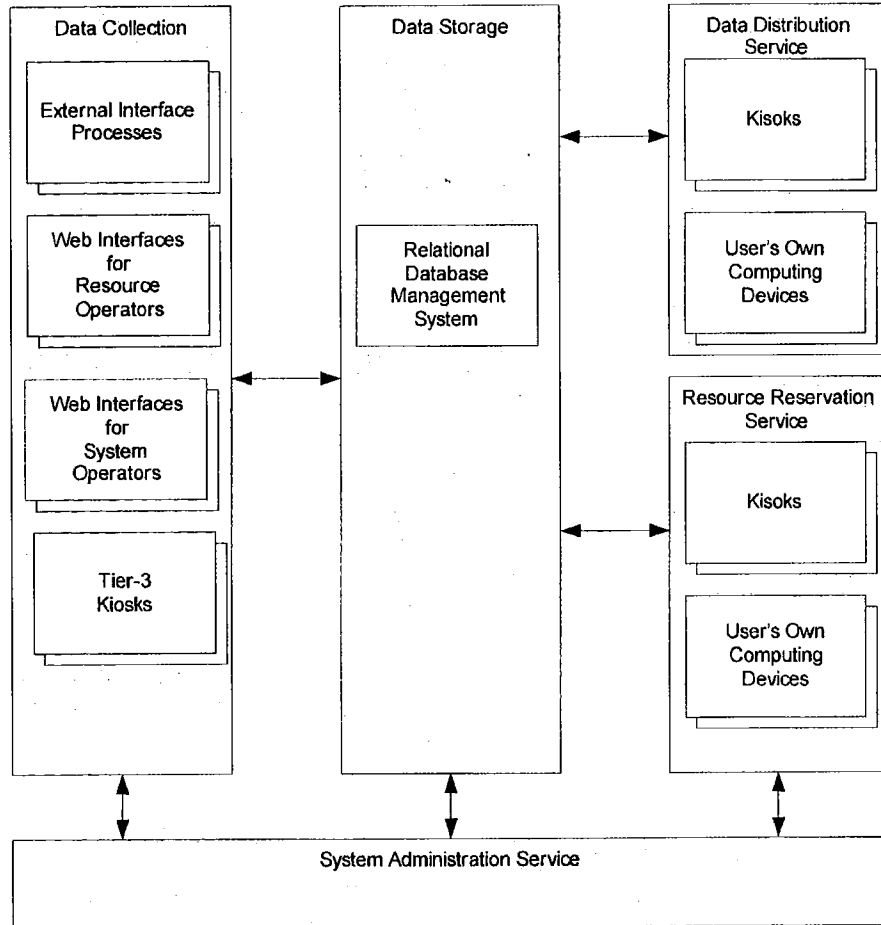 Data Collection
External Interface
Processes
Web Interfaces
for
Resource
Operators
Web Interfaces
for
System
Operators
Tier-3
Kiosks
Data Storage
Relational
Database
Management
System
Data Distribution
Service
Kisoks
User's Own
Computing
Devices
Resource Reservation
Service
Kisoks
User's Own
Computing
Devices
System Administration Service